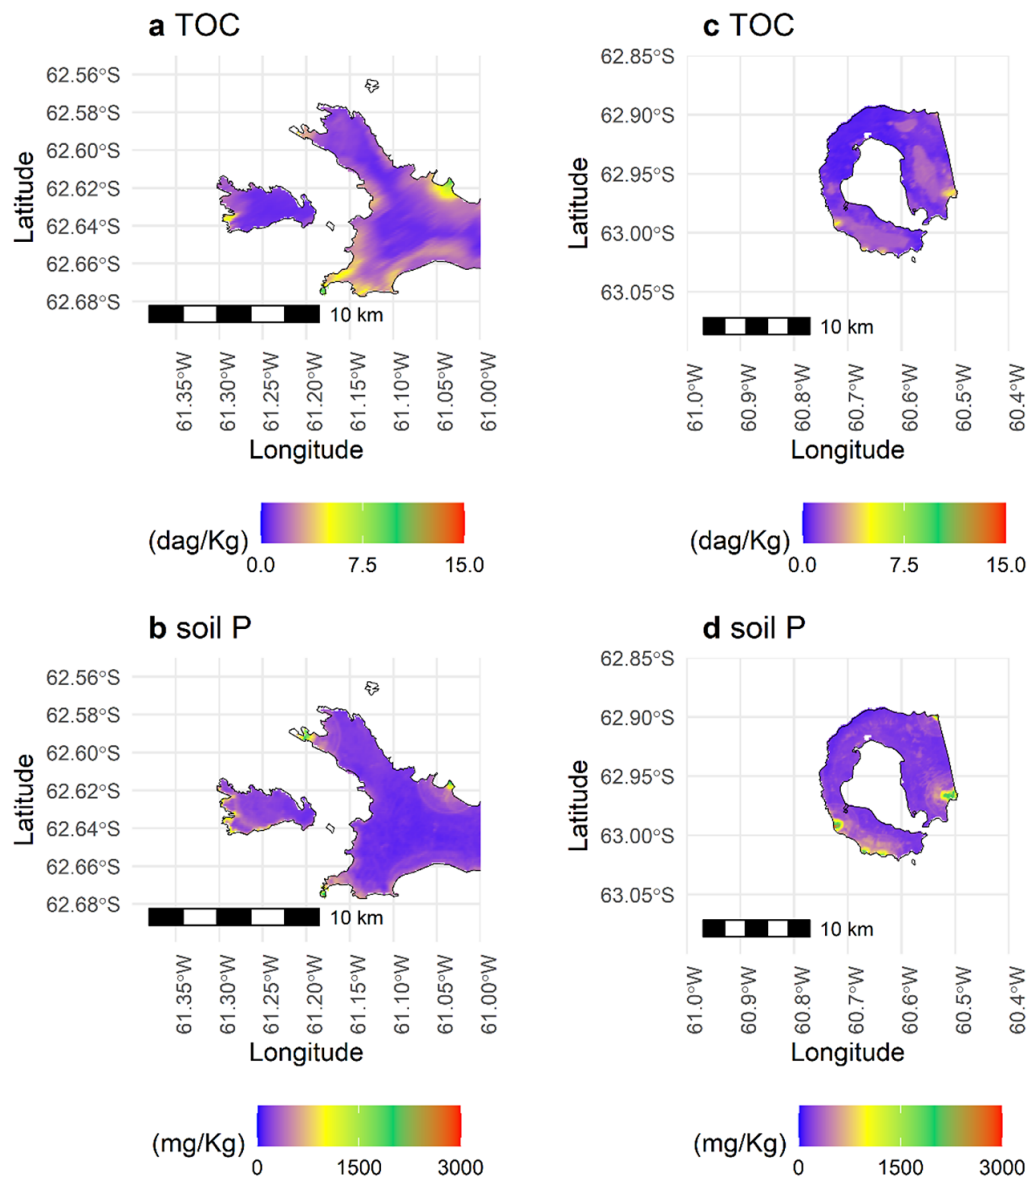 a TOC
62.56°S
62.58°S
62.60°S
62.62°S
62.64°S
62.66°S
62.68°S
Latitude
10 km
61.35°W
61.30°W
61.25°W
61.20°W
61.15°W
61.10°W
61.05°W
61.00°W
Longitude
(dag/Kg)
0.0
7.5
15.0
c TOC
62.85°S
62.90°S
62.95°S
63.00°S
63.05°S
Latitude
10 km
61.0°W
60.9°W
60.8°W
60.7°W
60.6°W
60.5°W
60.4°W
Longitude
(dag/Kg)
0.0
7.5
15.0
b soil P
62.56°S
62.58°S
62.60°S
62.62°S
62.64°S
62.66°S
62.68°S
Latitude
10 km
61.35°W
61.30°W
61.25°W
61.20°W
61.15°W
61.10°W
61.05°W
61.00°W
Longitude
(mg/Kg)
0
1500
3000
d soil P
62.85°S
62.90°S
62.95°S
63.00°S
63.05°S
Latitude
10 km
61.0°W
60.9°W
60.8°W
60.7°W
60.6°W
60.5°W
60.4°W
Longitude
(mg/Kg)
0
1500
3000